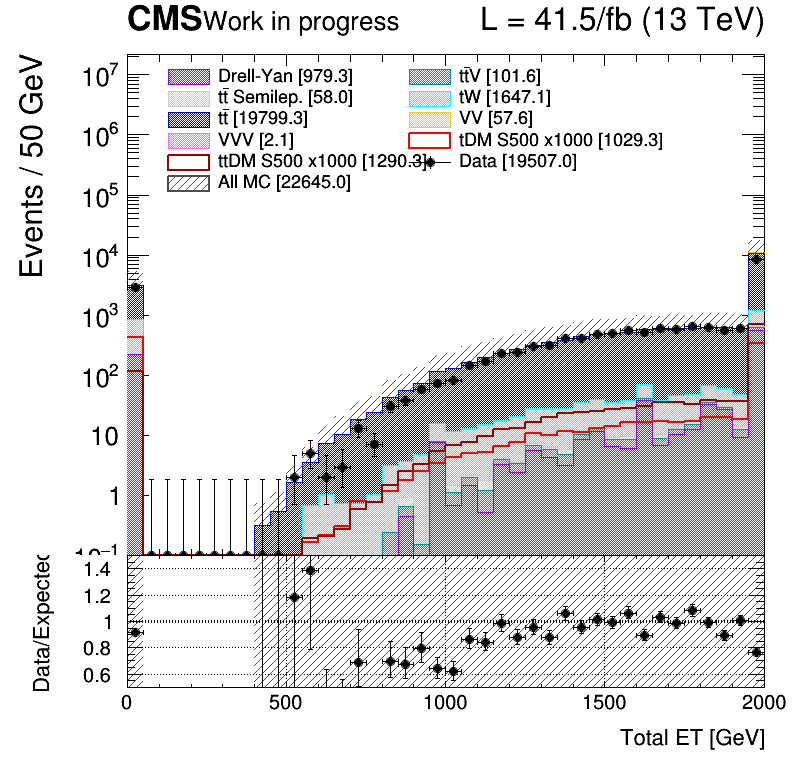 CMS Work in progress L = 41.5/fb (13 TeV)
Events / 50 GeV
10⁷
10⁶
10⁵
10⁴
10³
10²
10
1
10⁻¹
Drell-Yan [979.3]
tt̄V [101.6]
tt̄ Semilep. [58.0]
tW [1647.1]
tt̄ [19799.3]
VV [57.6]
VVV [2.1]
tDM S500 x1000 [1029.3]
ttDM S500 x1000 [1290.3]
Data [19507.0]
All MC [22645.0]
Data/Expected
1.4
1.2
1
0.8
0.6
0 500 1000 1500 2000
Total ET [GeV]